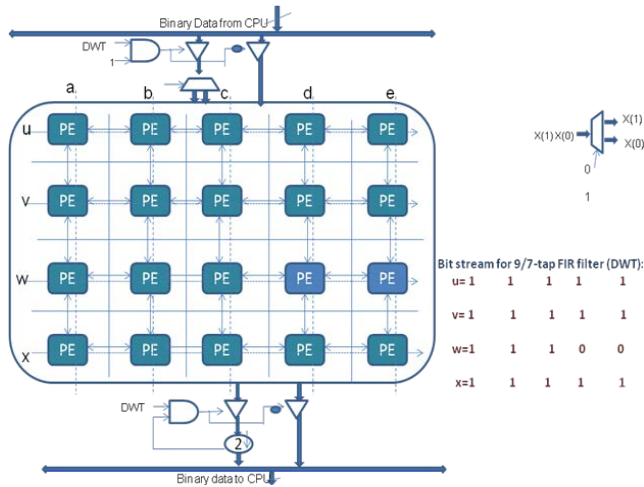 Binary Data from CPU
DWT
1
a. b. c. d. e.
u PE PE PE PE PE
X(1)
X(1) X(0)
X(0)
0
1
v PE PE PE PE PE
Bit stream for 9/7-tap FIR filter (DWT):
w PE PE PE PE PE
u= 1 1 1 1 1
v= 1 1 1 1 1
w=1 1 1 0 0
x PE PE PE PE PE
x=1 1 1 1 1
DWT
2
Binary data to CPU